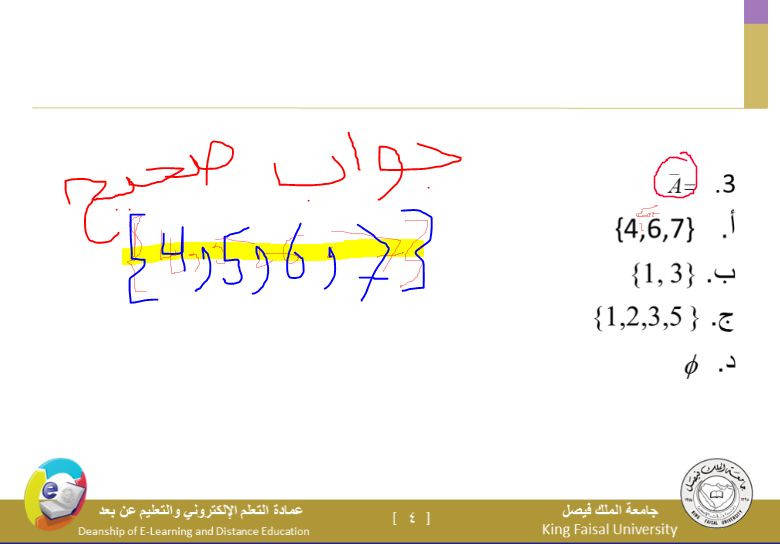 جواب صحيح
{4,5,6,7}
3. A̅=
أ. {4,6,7}
ب. {1, 3}
ج. {1,2,3,5 }
د. ϕ
جامعة الملك فيصل
King Faisal University
[ ٤ ]
عمادة التعلم الإلكتروني والتعليم عن بعد
Deanship of E-Learning and Distance Education
e